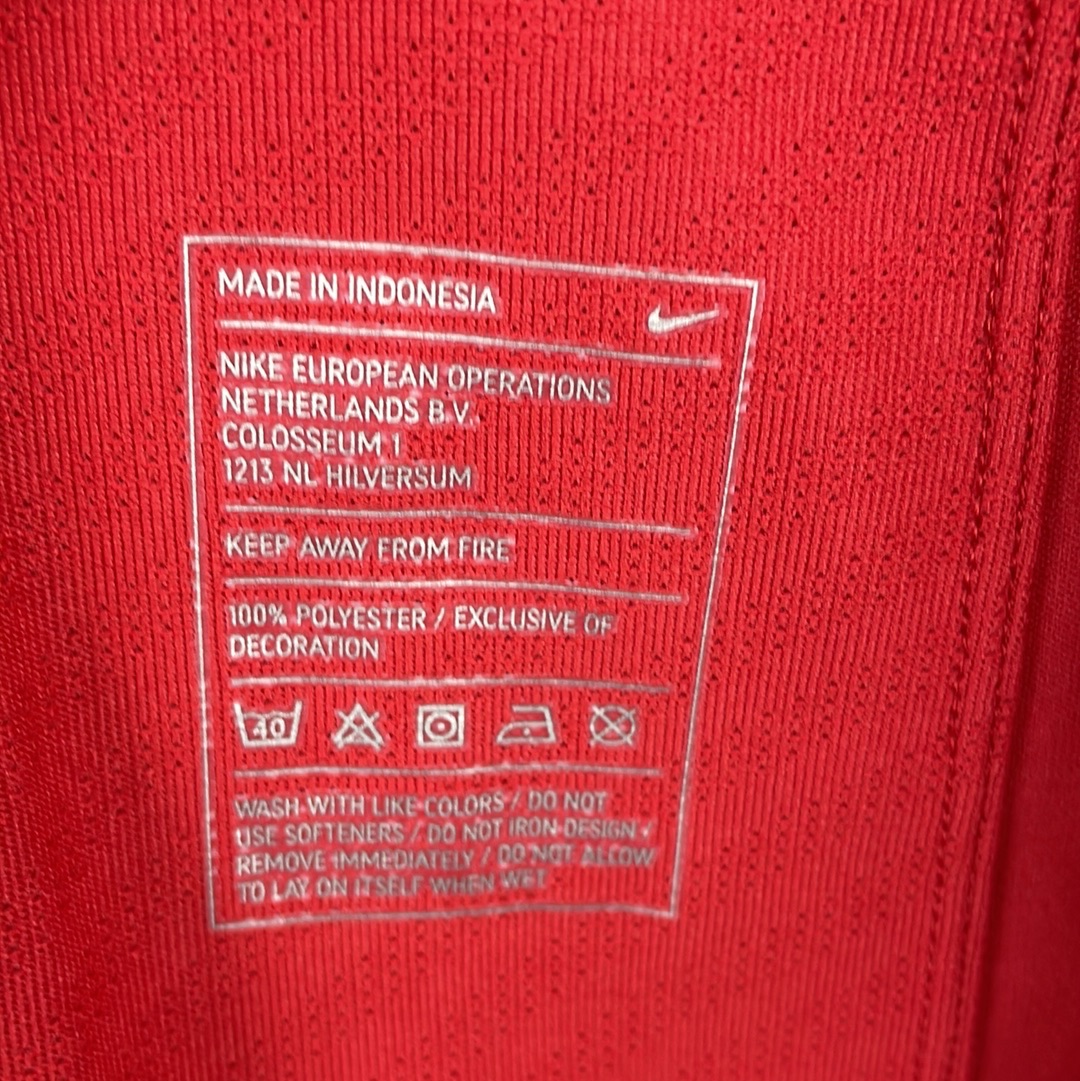 MADE IN INDONESIA
NIKE EUROPEAN OPERATIONS
NETHERLANDS B.V.
COLOSSEUM 1
1213 NL HILVERSUM
KEEP AWAY FROM FIRE
100% POLYESTER / EXCLUSIVE OF
DECORATION
40
WASH WITH LIKE COLORS / DO NOT
USE SOFTENERS / DO NOT IRON DESIGN /
REMOVE IMMEDIATELY / DO NOT ALLOW
TO LAY ON ITSELF WHEN WET